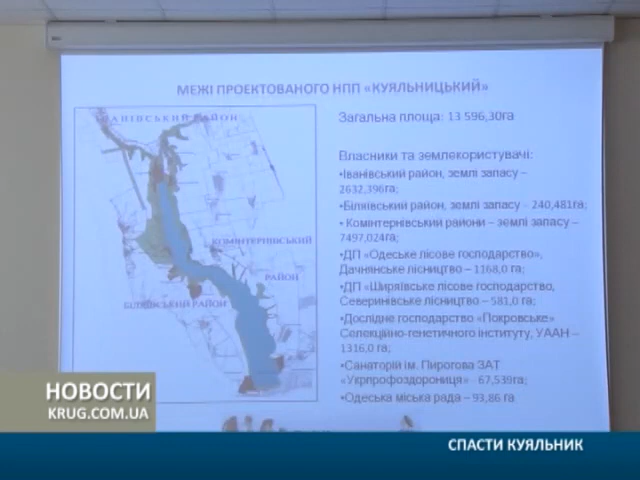 МЕЖІ ПРОЕКТОВАНОГО НПП «КУЯЛЬНИЦЬКИЙ»
ІВАНІВСЬКИЙ РАЙОН
КОМІНТЕРНІВСЬКИЙ
РАЙОН
БІЛЯЇВСЬКИЙ РАЙОН
Загальна площа: 13 596,30га
Власники та землекористувачі:
•Іванівський район, землі запасу –
2632,396га;
•Біляївський район, землі запасу – 240,481га;
• Комінтернівський райони – землі запасу –
7497,024га;
•ДП «Одеське лісове господарство»,
Дачнянське лісництво – 1168,0 га;
•ДП «Ширяївське лісове господарство,
Северинівське лісництво – 581,0 га;
•Дослідне господарство «Покровське»
Селекційно-генетичного інституту, УААН –
1316,0 га;
•Санаторій ім. Пирогова ЗАТ
«Укрпрофоздорониця» – 67,539га;
•Одеська міська рада – 93,86 га
НОВОСТИ
KRUG.COM.UA
СПАСТИ КУЯЛЬНИК